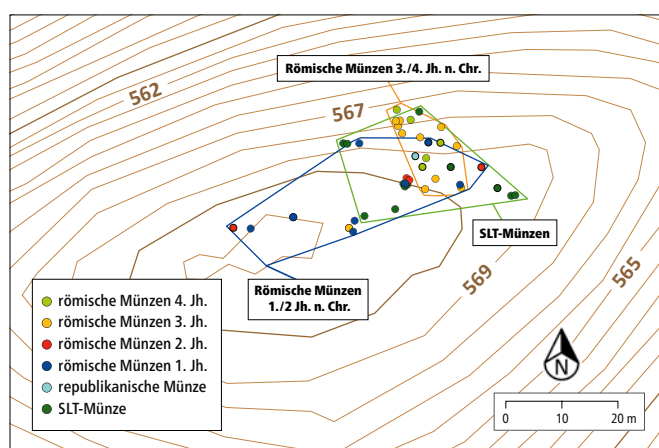 Römische Münzen 3./4. Jh. n. Chr.
562
567
SLT-Münzen
569
565
Römische Münzen
1./2 Jh. n. Chr.
römische Münzen 4. Jh.
römische Münzen 3. Jh.
römische Münzen 2. Jh.
römische Münzen 1. Jh.
republikanische Münze
SLT-Münze
N
0 10 20 m